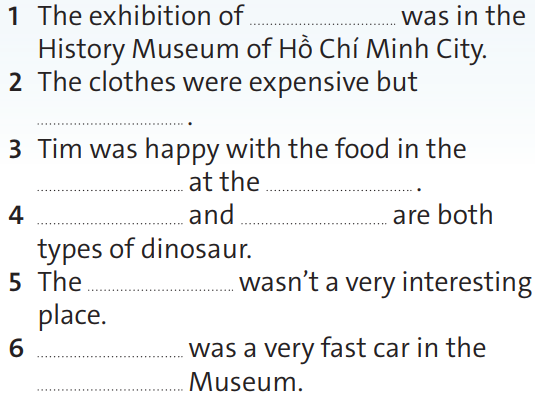 1 The exhibition of ........................ was in the
History Museum of Hồ Chí Minh City.
2 The clothes were expensive but
........................ .
3 Tim was happy with the food in the
........................ at the ........................ .
4 ........................ and ........................ are both
types of dinosaur.
5 The ........................ wasn't a very interesting
place.
6 ........................ was a very fast car in the
........................ Museum.